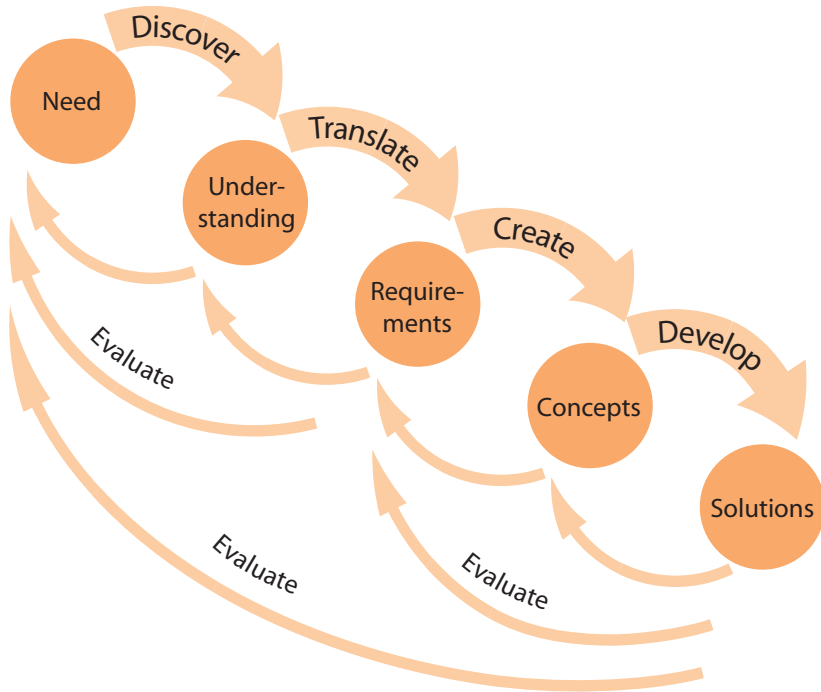 Discover
Need
Translate
Under-
standing
Create
Require-
ments
Develop
Evaluate
Concepts
Solutions
Evaluate
Evaluate